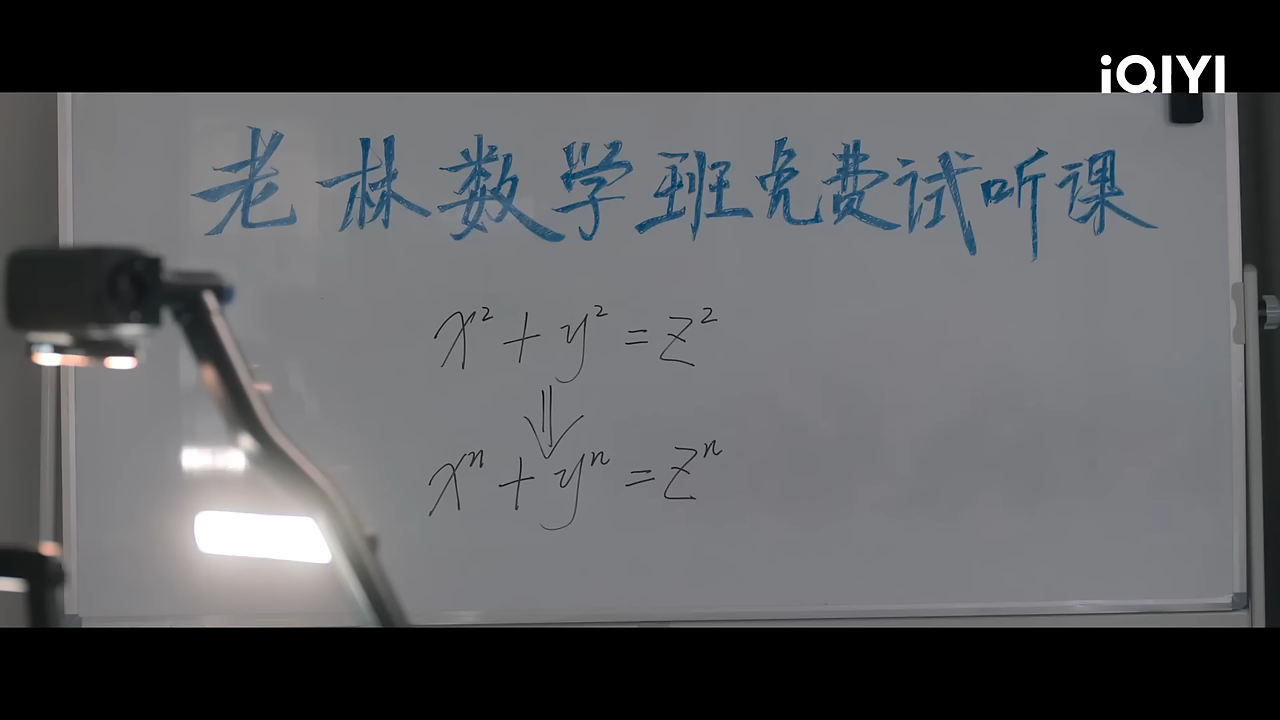 iQIYI
老林数学班免费试听课
x² + y² = z²
⇓
xⁿ + yⁿ = zⁿ